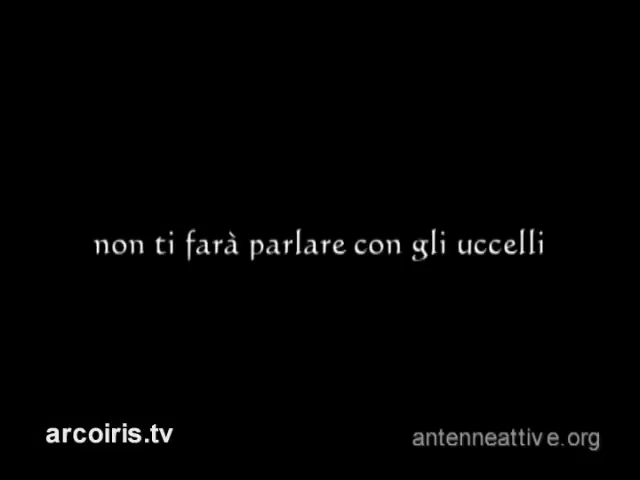 non ti farà parlare con gli uccelli
arcoiris.tv
antenneattive.org